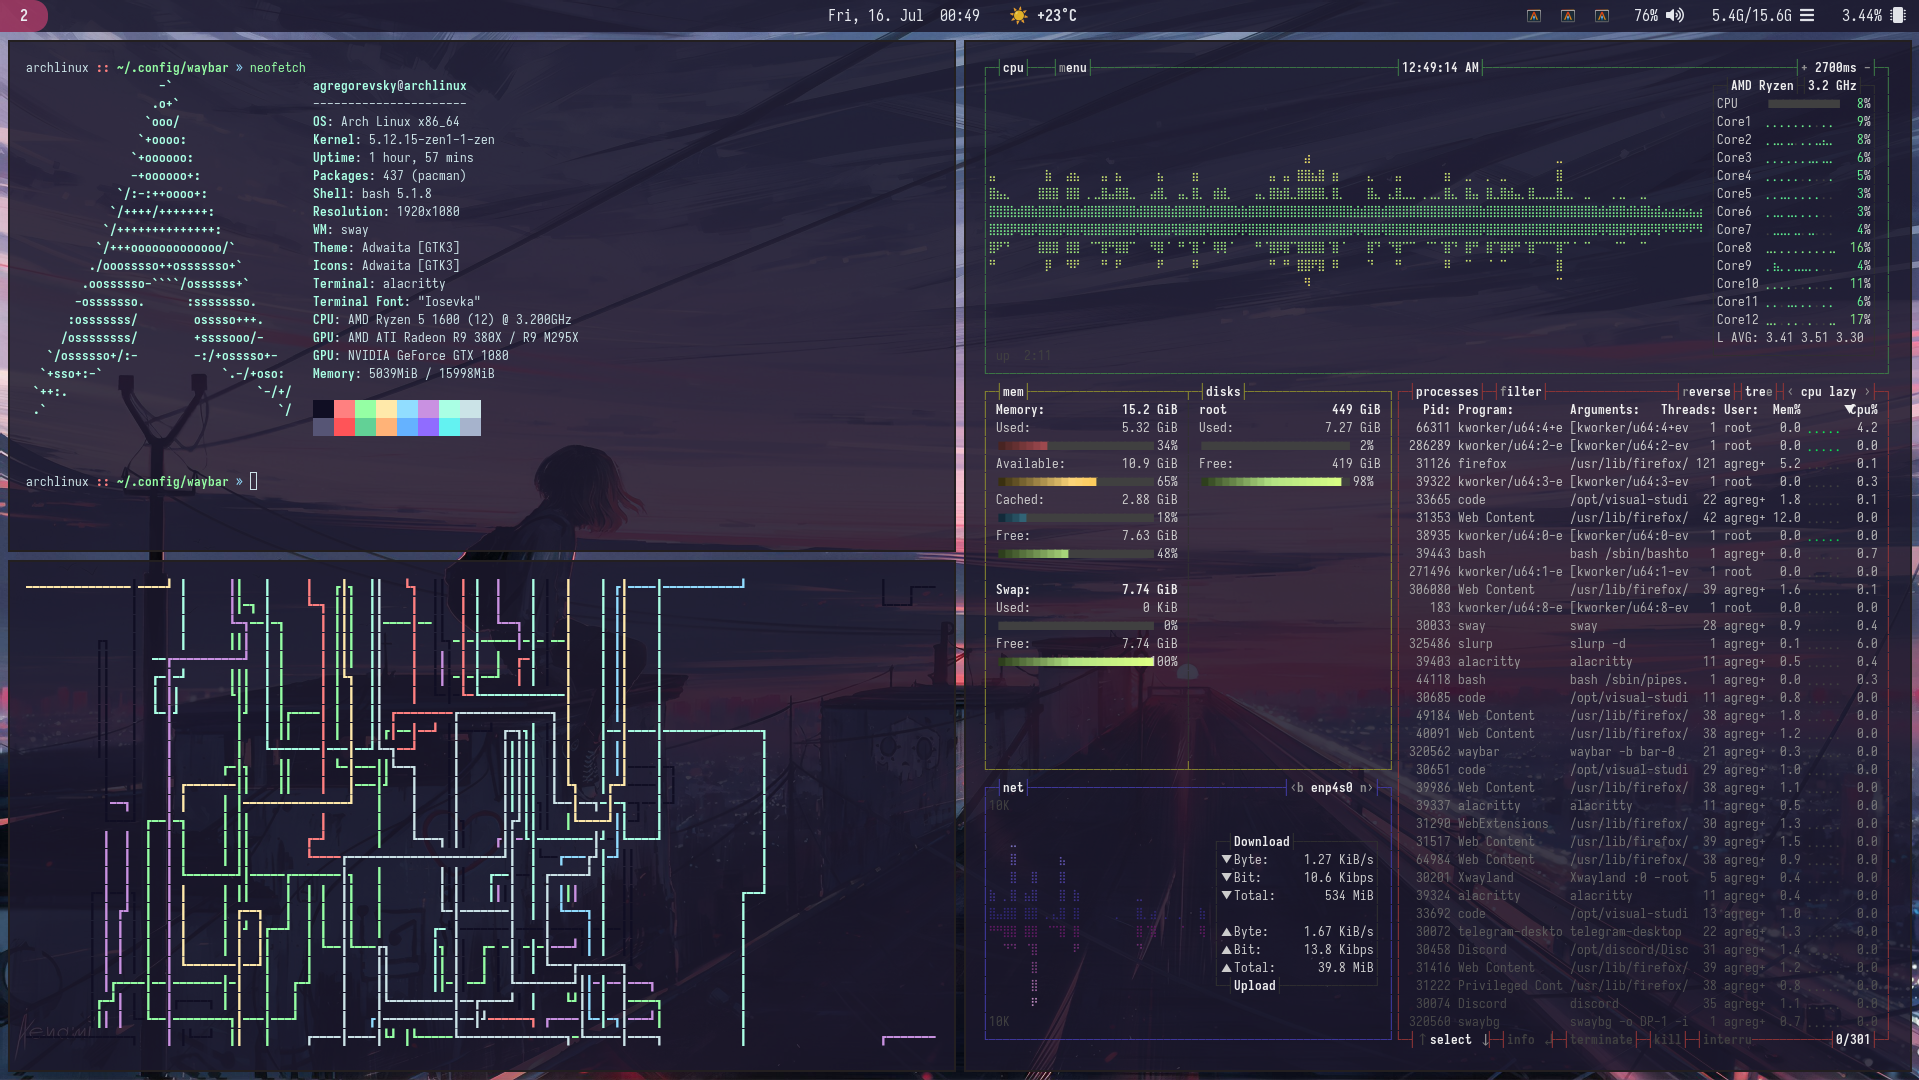 2
Fri, 16. Jul 00:49 +23°C
76% 5.4G/15.6G 3.44%
archlinux :: ~/.config/waybar » neofetch
agregorevsky@archlinux
----------------------
OS: Arch Linux x86_64
Kernel: 5.12.15-zen1-1-zen
Uptime: 1 hour, 57 mins
Packages: 437 (pacman)
Shell: bash 5.1.8
Resolution: 1920x1080
WM: sway
Theme: Adwaita [GTK3]
Icons: Adwaita [GTK3]
Terminal: alacritty
Terminal Font: "Iosevka"
CPU: AMD Ryzen 5 1600 (12) @ 3.200GHz
GPU: AMD ATI Radeon R9 380X / R9 M295X
GPU: NVIDIA GeForce GTX 1080
Memory: 5039MiB / 15998MiB
archlinux :: ~/.config/waybar »
cpu menu 12:49:14 AM + 2700ms -
AMD Ryzen 3.2 GHz
CPU 8%
Core1 9%
Core2 8%
Core3 6%
Core4 5%
Core5 3%
Core6 3%
Core7 4%
Core8 16%
Core9 4%
Core10 11%
Core11 6%
Core12 17%
L AVG: 3.41 3.51 3.30
up 2:11
mem
Memory: 15.2 GiB
Used: 5.32 GiB
34%
Available: 10.9 GiB
65%
Cached: 2.88 GiB
18%
Free: 7.63 GiB
48%
Swap: 7.74 GiB
Used: 0 KiB
0%
Free: 7.74 GiB
00%
disks
root 449 GiB
Used: 7.27 GiB
2%
Free: 419 GiB
98%
net ‹b enp4s0 n›
10K
Download
▼Byte: 1.27 KiB/s
▼Bit: 10.6 Kibps
▼Total: 534 MiB
▲Byte: 1.67 KiB/s
▲Bit: 13.8 Kibps
▲Total: 39.8 MiB
Upload
10K
processes filter reverse tree ‹ cpu lazy ›
Pid: Program: Arguments: Threads: User: Mem% ▼Cpu%
66311 kworker/u64:4+e [kworker/u64:4+ev 1 root 0.0 4.2
286289 kworker/u64:2-e [kworker/u64:2-ev 1 root 0.0 0.0
31126 firefox /usr/lib/firefox/ 121 agreg+ 5.2 0.1
39322 kworker/u64:3-e [kworker/u64:3-ev 1 root 0.0 0.3
33665 code /opt/visual-studi 22 agreg+ 1.8 0.1
31353 Web Content /usr/lib/firefox/ 42 agreg+ 12.0 0.0
38935 kworker/u64:0-e [kworker/u64:0-ev 1 root 0.0 0.0
39443 bash bash /sbin/bashto 1 agreg+ 0.0 0.7
271496 kworker/u64:1-e [kworker/u64:1-ev 1 root 0.0 0.0
306080 Web Content /usr/lib/firefox/ 39 agreg+ 1.6 0.1
183 kworker/u64:8-e [kworker/u64:8-ev 1 root 0.0 0.0
30033 sway sway 28 agreg+ 0.9 0.4
325486 slurp slurp -d 1 agreg+ 0.1 6.0
39403 alacritty alacritty 11 agreg+ 0.5 0.4
44118 bash bash /sbin/pipes. 1 agreg+ 0.0 0.3
30685 code /opt/visual-studi 11 agreg+ 0.8 0.0
49184 Web Content /usr/lib/firefox/ 38 agreg+ 1.8 0.0
40091 Web Content /usr/lib/firefox/ 38 agreg+ 1.2 0.0
320562 waybar waybar -b bar-0 21 agreg+ 0.3 0.0
30651 code /opt/visual-studi 29 agreg+ 1.0 0.0
39986 Web Content /usr/lib/firefox/ 38 agreg+ 1.1 0.0
39337 alacritty alacritty 11 agreg+ 0.5 0.0
31290 WebExtensions /usr/lib/firefox/ 30 agreg+ 1.3 0.0
31517 Web Content /usr/lib/firefox/ 38 agreg+ 1.5 0.0
64984 Web Content /usr/lib/firefox/ 38 agreg+ 0.9 0.0
30201 Xwayland Xwayland :0 -root 5 agreg+ 0.4 0.0
39324 alacritty alacritty 11 agreg+ 0.4 0.0
33692 code /opt/visual-studi 13 agreg+ 1.0 0.0
30072 telegram-deskto telegram-desktop 22 agreg+ 1.3 0.0
30458 Discord /opt/discord/Disc 31 agreg+ 1.4 0.0
31416 Web Content /usr/lib/firefox/ 39 agreg+ 1.2 0.0
31222 Privileged Cont /usr/lib/firefox/ 38 agreg+ 0.8 0.0
30074 Discord discord 35 agreg+ 1.1 0.0
320560 swaybg swaybg -o DP-1 -i 1 agreg+ 0.7 0.0
↑ select ↓ info terminate kill interru 0/301